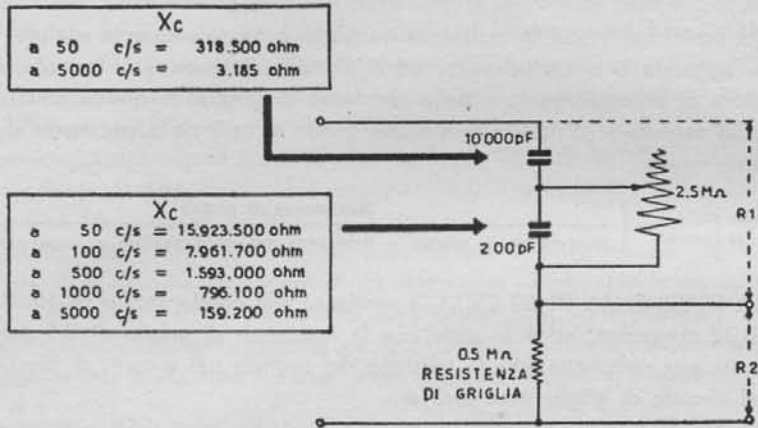 Xc
a 50 c/s = 318.500 ohm
a 5000 c/s = 3.185 ohm
10.000pF
2.5MΩ
R1
Xc
a 50 c/s = 15.923.500 ohm
a 100 c/s = 7.961.700 ohm
a 500 c/s = 1.593.000 ohm
a 1000 c/s = 796.100 ohm
a 5000 c/s = 159.200 ohm
200pF
0.5 MΩ
RESISTENZA
DI GRIGLIA
R2